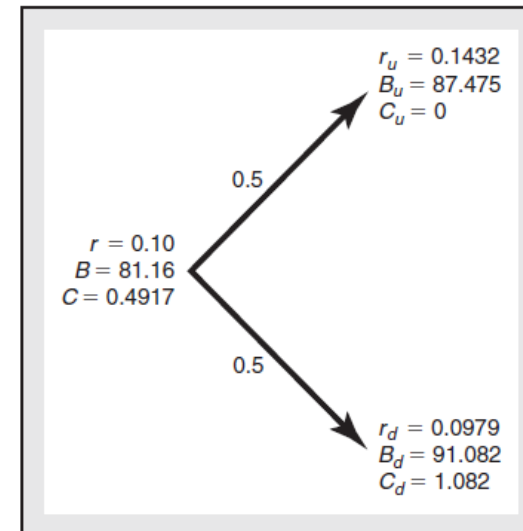 r_u = 0.1432
B_u = 87.475
C_u = 0
0.5
r = 0.10
B = 81.16
C = 0.4917
0.5
r_d = 0.0979
B_d = 91.082
C_d = 1.082